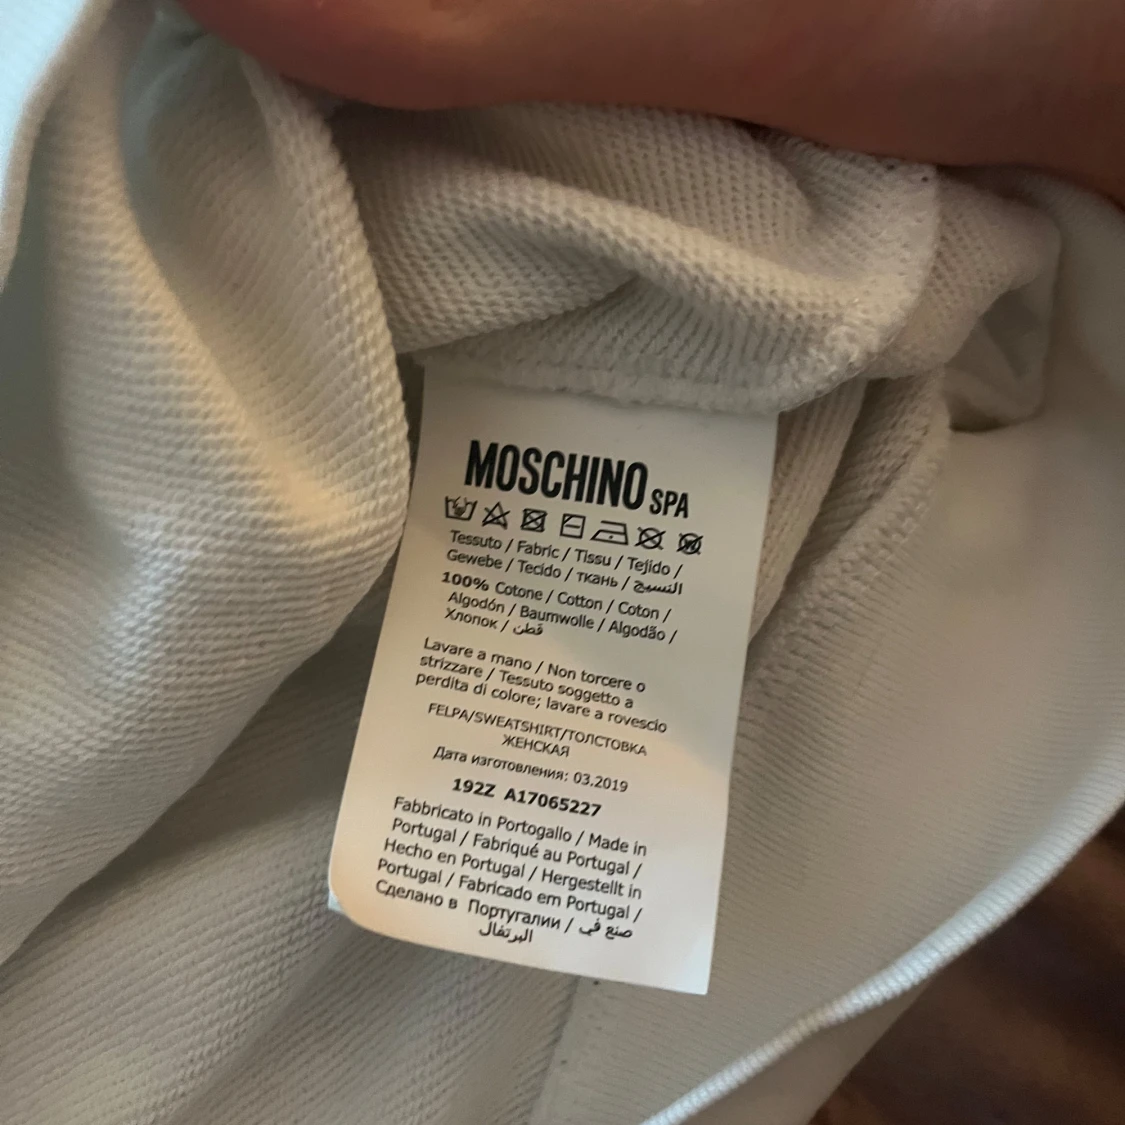 MOSCHINO SPA
Tessuto / Fabric / Tissu / Tejido /
Gewebe / Tecido / ткань / النسيج
100% Cotone / Cotton / Coton /
Algodón / Baumwolle / Algodão /
Хлопок / قطن
Lavare a mano / Non torcere o
strizzare / Tessuto soggetto a
perdita di colore; lavare a rovescio
FELPA/SWEATSHIRT/ТОЛСТОВКА
ЖЕНСКАЯ
Дата изготовления: 03.2019
192Z A17065227
Fabbricato in Portogallo / Made in
Portugal / Fabriqué au Portugal /
Hecho en Portugal / Hergestellt in
Portugal / Fabricado em Portugal /
Сделано в Португалии / صنع في
البرتغال